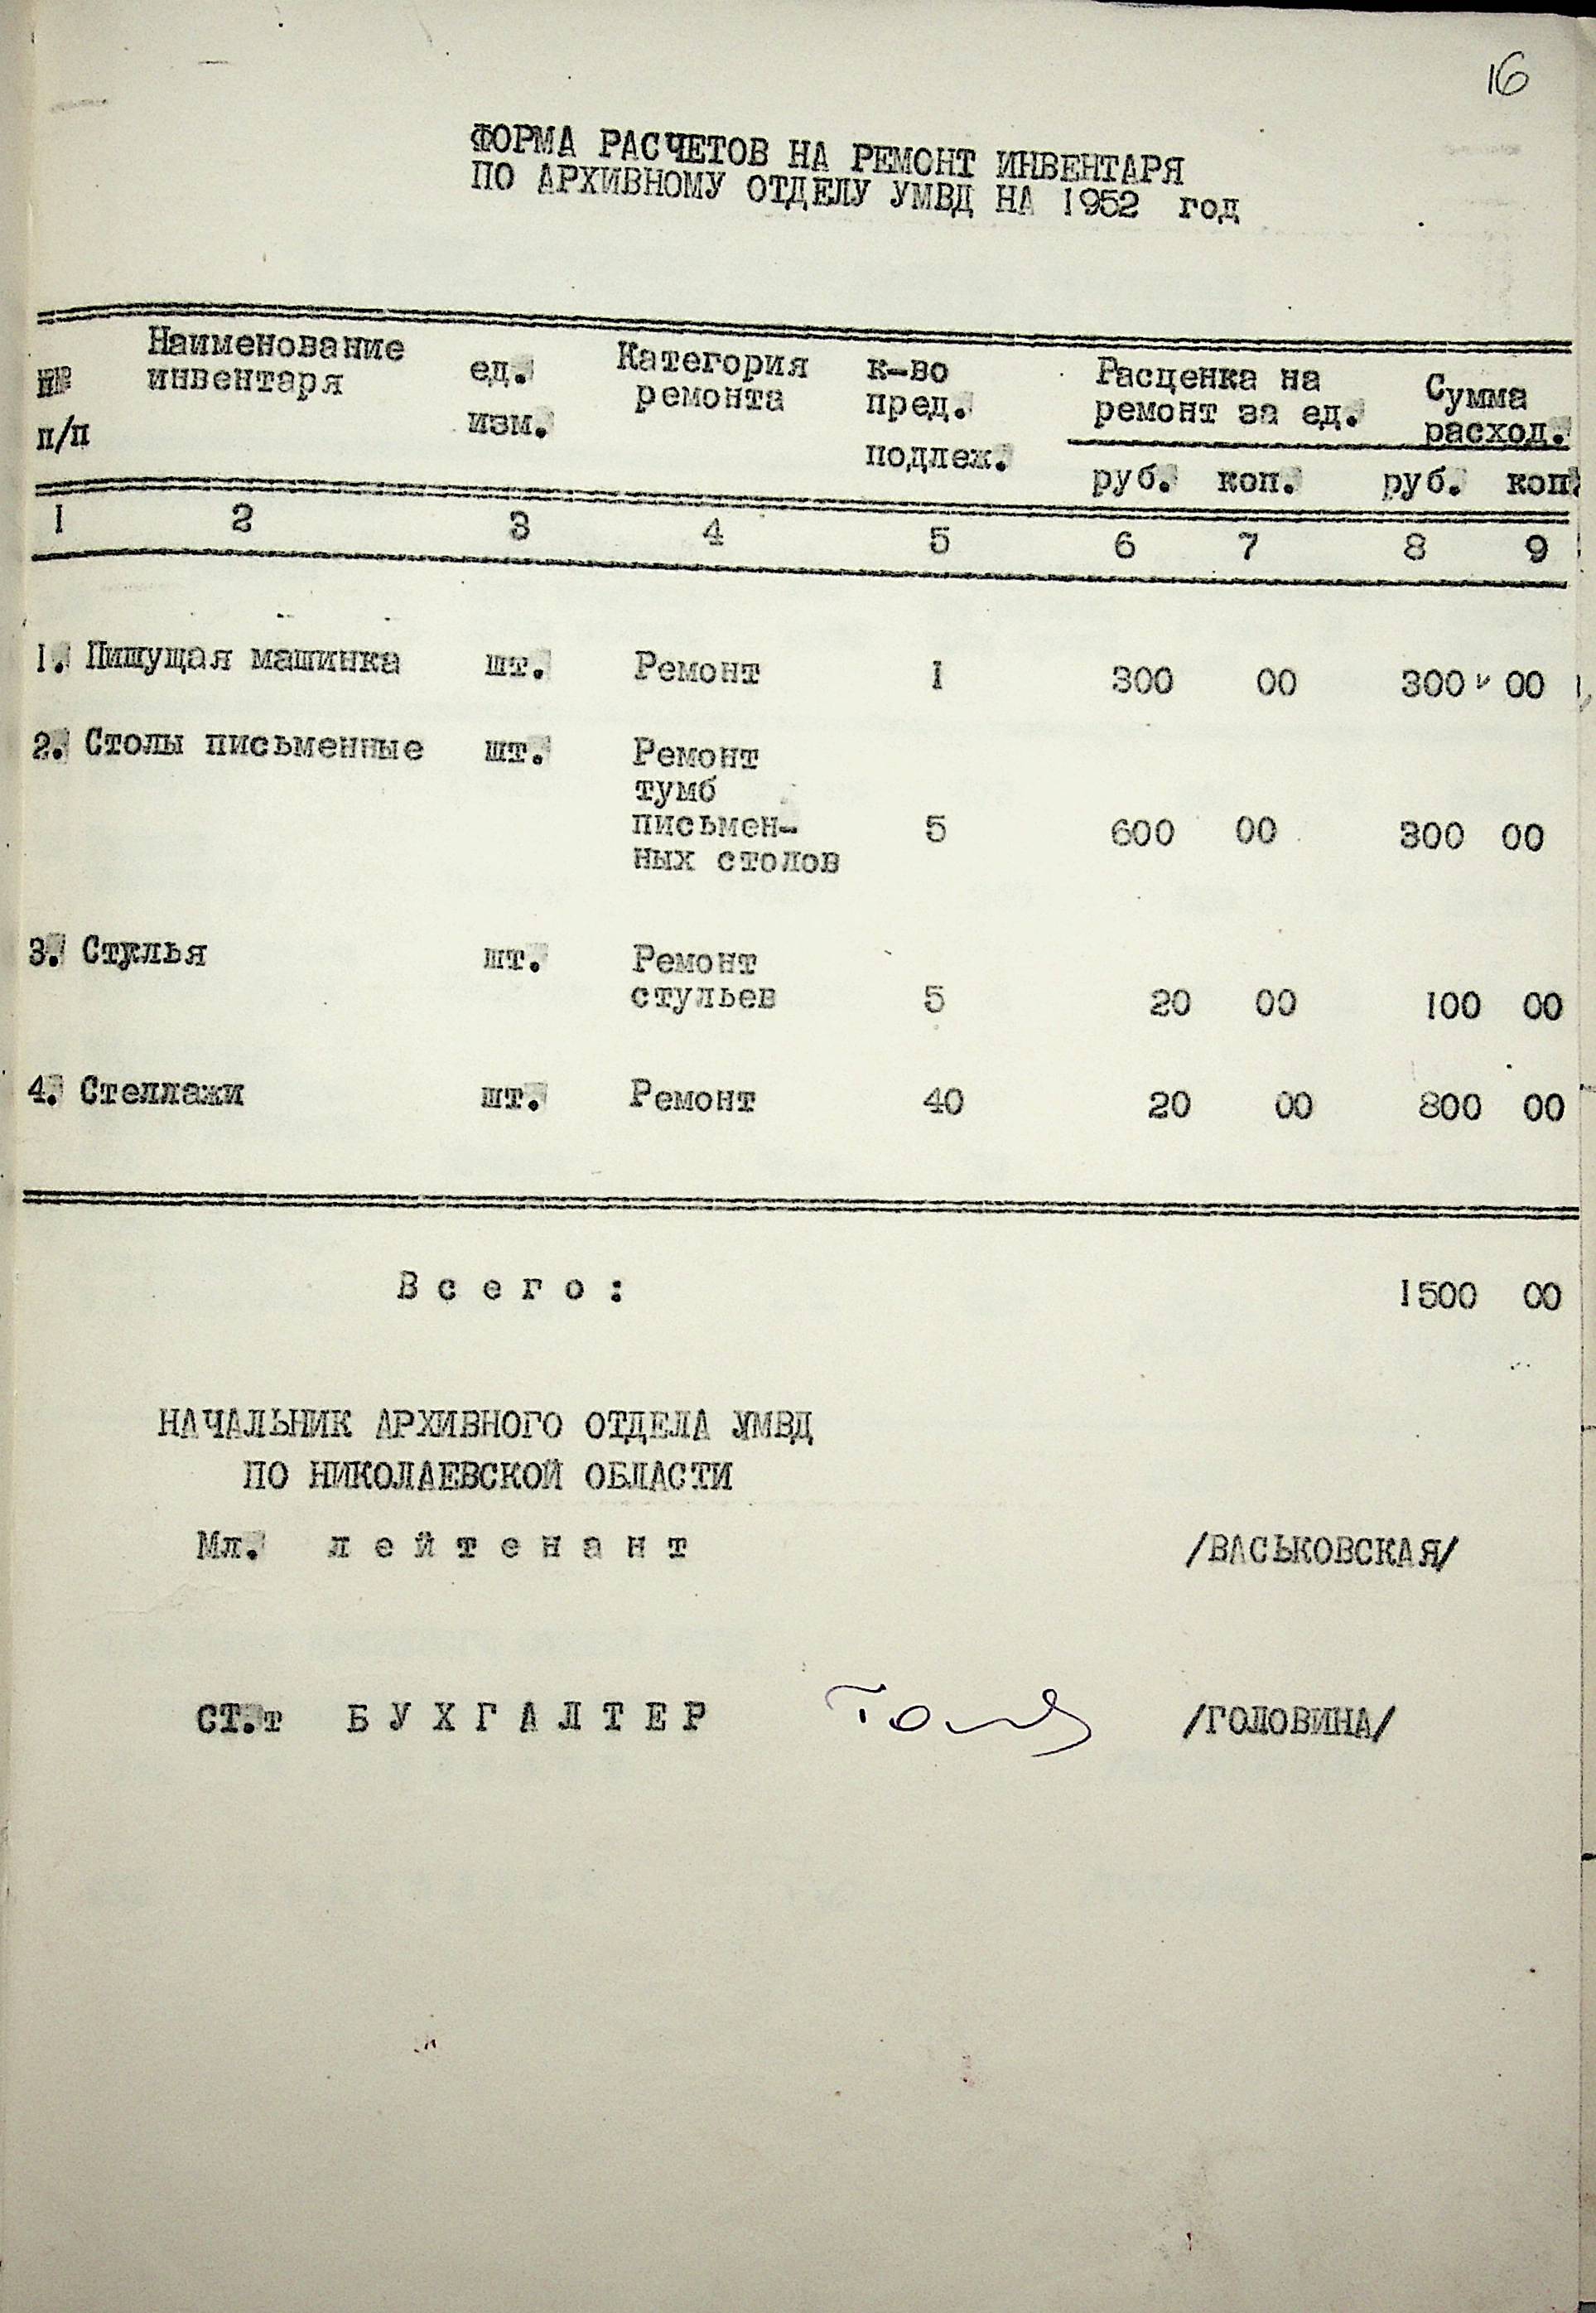 16
ФОРМА РАСЧЕТОВ НА РЕМОНТ ИНВЕНТАРЯ
ПО АРХИВНОМУ ОТДЕЛУ УМВД НА 1952 год
№№ п/п
Наименование инвентаря
ед. изм.
Категория ремонта
к-во пред. подлеж.
Расценка на ремонт за ед.
Сумма расход.
руб. коп. руб. коп.
1 2 3 4 5 6 7 8 9
1. Пишущая машинка шт. Ремонт 1 300 00 300 00
2. Столы письменные шт. Ремонт
тумб
письмен- 5 600 00 300 00
ных столов
3. Стулья шт. Ремонт
стульев 5 20 00 100 00
4. Стеллажи шт. Ремонт 40 20 00 800 00
Всего: 1500 00
НАЧАЛЬНИК АРХИВНОГО ОТДЕЛА УМВД
ПО НИКОЛАЕВСКОЙ ОБЛАСТИ
Мл. лейтенант /ВАСЬКОВСКАЯ/
СТ.т БУХГАЛТЕР /ГОЛОВИНА/